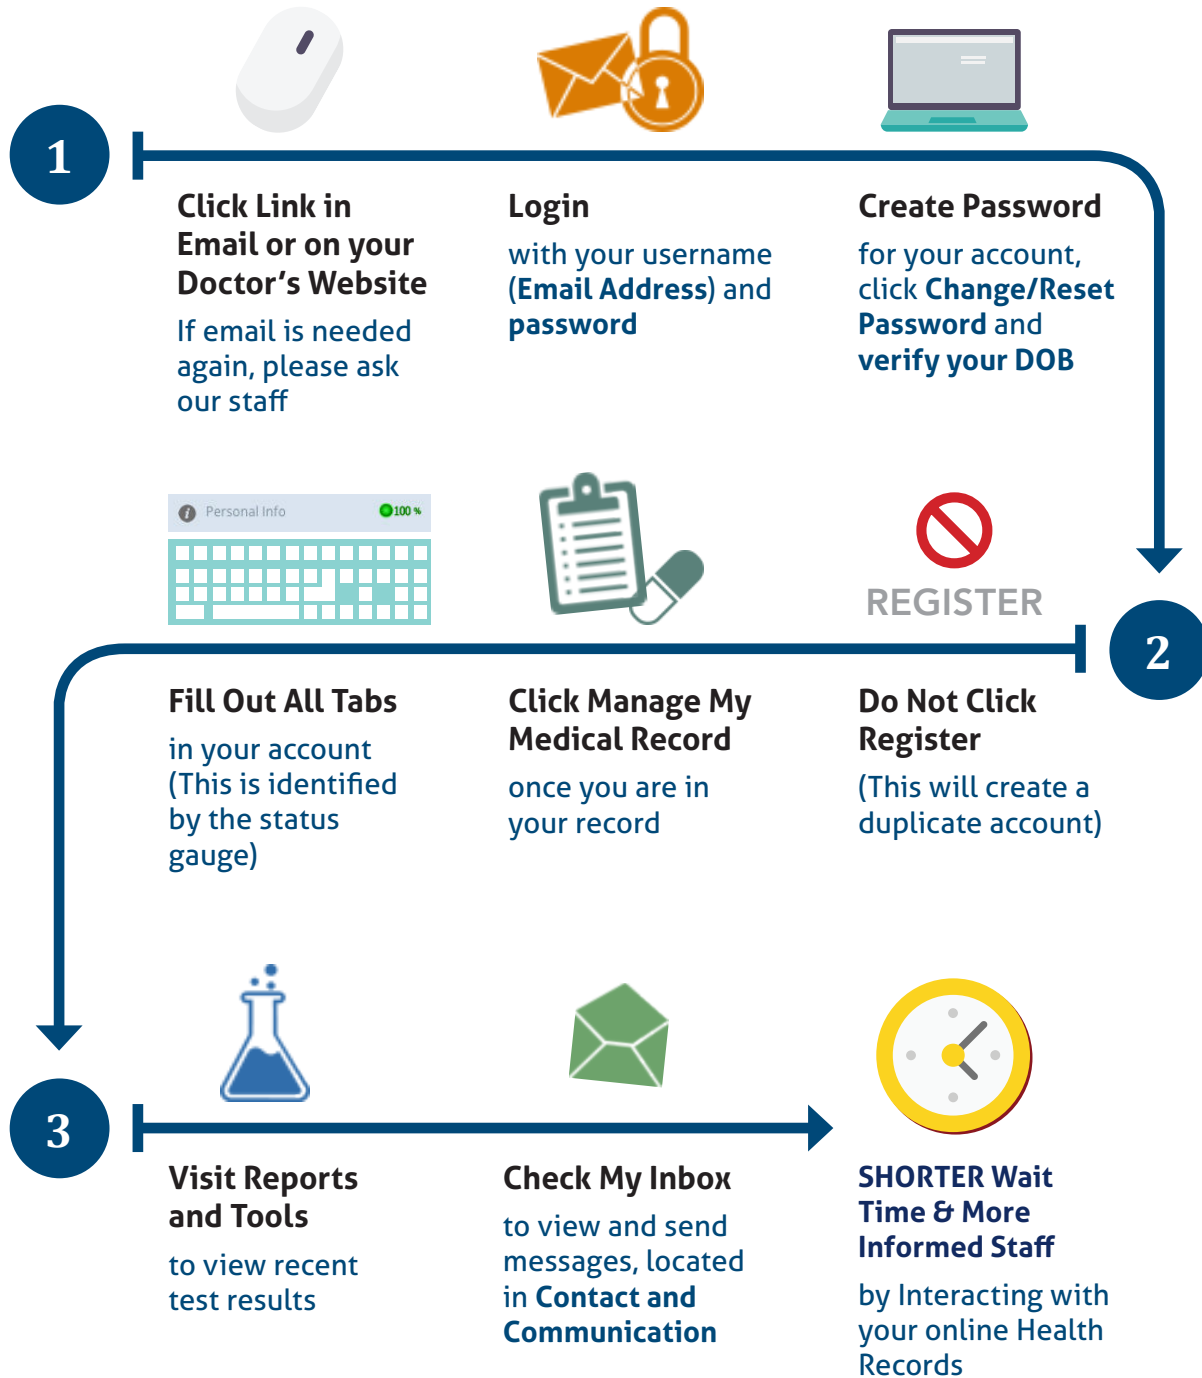 1
Click Link in
Email or on your
Doctor's Website
If email is needed
again, please ask
our staff
Login
with your username
(Email Address) and
password
Create Password
for your account,
click Change/Reset
Password and
verify your DOB
2
REGISTER
Do Not Click
Register
(This will create a
duplicate account)
Click Manage My
Medical Record
once you are in
your record
i Personal Info 100 %
Fill Out All Tabs
in your account
(This is identified
by the status
gauge)
3
Visit Reports
and Tools
to view recent
test results
Check My Inbox
to view and send
messages, located
in Contact and
Communication
SHORTER Wait
Time & More
Informed Staff
by Interacting with
your online Health
Records